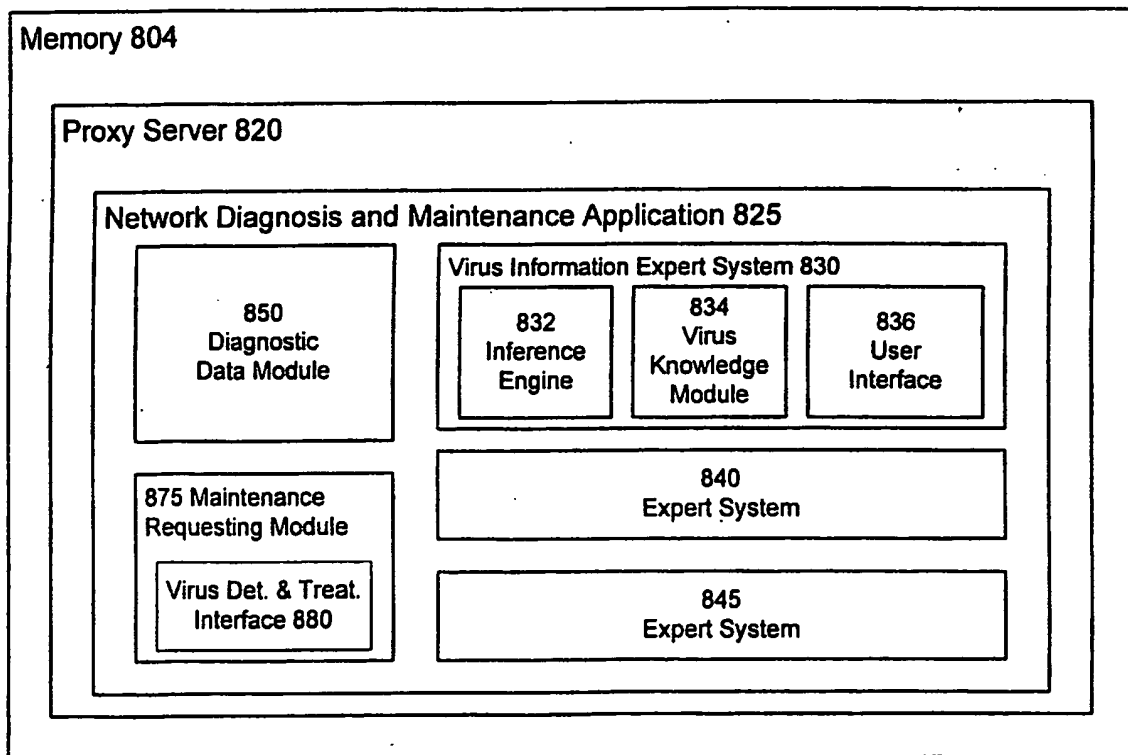 Memory 804
Proxy Server 820
Network Diagnosis and Maintenance Application 825
850
Diagnostic
Data Module
Virus Information Expert System 830
832
Inference
Engine
834
Virus
Knowledge
Module
836
User
Interface
875 Maintenance
Requesting Module
Virus Det. & Treat.
Interface 880
840
Expert System
845
Expert System